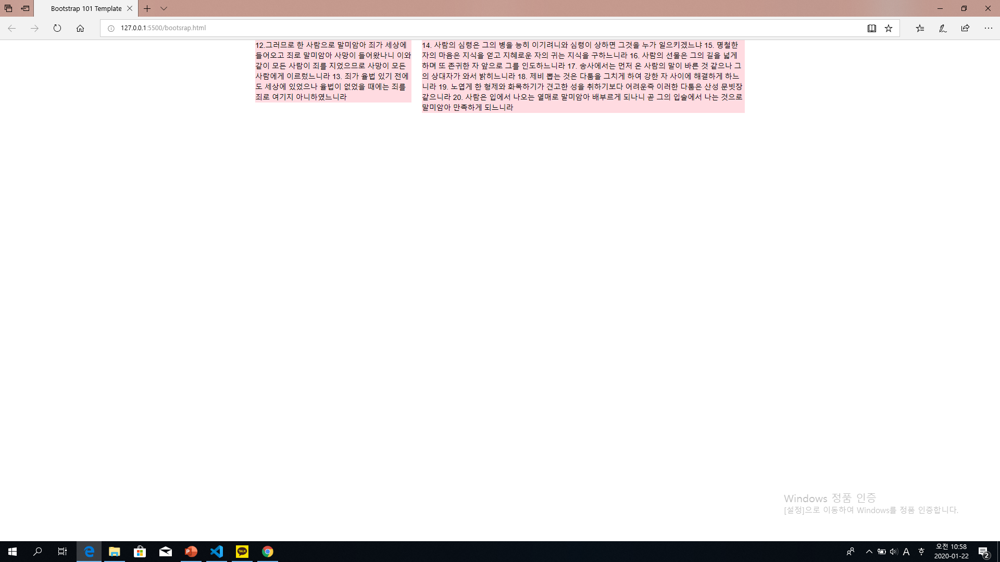 Bootstrap 101 Template
127.0.0.1:5500/bootsrap.html
12.그러므로 한 사람으로 말미암아 죄가 세상에
들어오고 죄로 말미암아 사망이 들어왔나니 이와
같이 모든 사람이 죄를 지었으므로 사망이 모든
사람에게 이르렀느니라 13. 죄가 율법 있기 전에
도 세상에 있었으나 율법이 없었을 때에는 죄를
죄로 여기지 아니하였느니라
14. 사람의 심령은 그의 병을 능히 이기려니와 심령이 상하면 그것을 누가 일으키겠느냐 15. 명철한
자의 마음은 지식을 얻고 지혜로운 자의 귀는 지식을 구하느니라 16. 사람의 선물은 그의 길을 넓게
하며 또 존귀한 자 앞으로 그를 인도하느니라 17. 송사에서는 먼저 온 사람의 말이 바른 것 같으나 그
의 상대자가 와서 밝히느니라 18. 제비 뽑는 것은 다툼을 그치게 하여 강한 자 사이에 해결하게 하느
니라 19. 노엽게 한 형제와 화목하기가 견고한 성을 취하기보다 어려운즉 이러한 다툼은 산성 문빗장
같으니라 20. 사람은 입에서 나오는 열매로 말미암아 배부르게 되나니 곧 그의 입술에서 나는 것으로
말미암아 만족하게 되느니라
Windows 정품 인증
[설정]으로 이동하여 Windows를 정품 인증합니다.
P
TALK
A
오전 10:58
2020-01-22
2